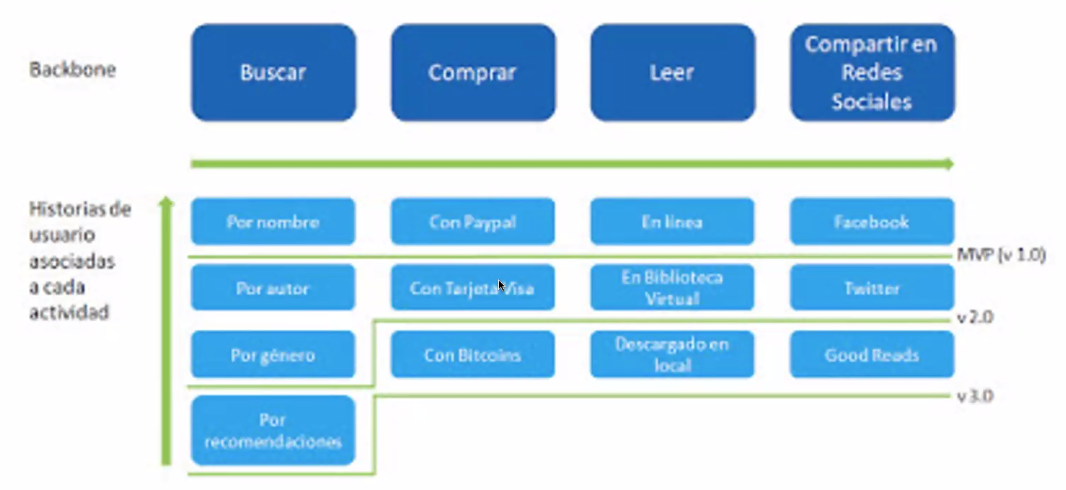 Backbone
Buscar
Comprar
Leer
Compartir en
Redes
Sociales
Historias de
usuario
asociadas
a cada
actividad
Por nombre
Con Paypal
En línea
Facebook
MVP (v 1.0)
Por autor
Con Tarjeta Visa
En Biblioteca
Virtual
Twitter
v 2.0
Por género
Con Bitcoins
Descargado en
local
Good Reads
v 3.0
Por
recomendaciones